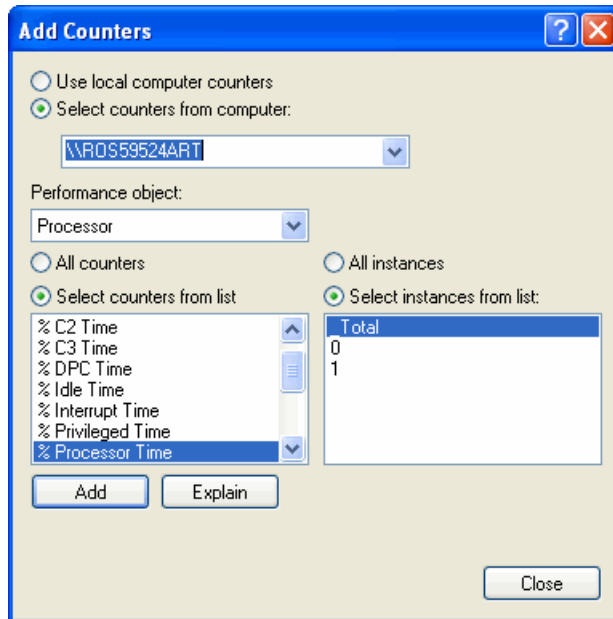 Add Counters
Use local computer counters
Select counters from computer:
\\ROS59524ART
Performance object:
Processor
All counters
All instances
Select counters from list
Select instances from list:
% C2 Time
% C3 Time
% DPC Time
% Idle Time
% Interrupt Time
% Privileged Time
% Processor Time
_Total
0
1
Add
Explain
Close